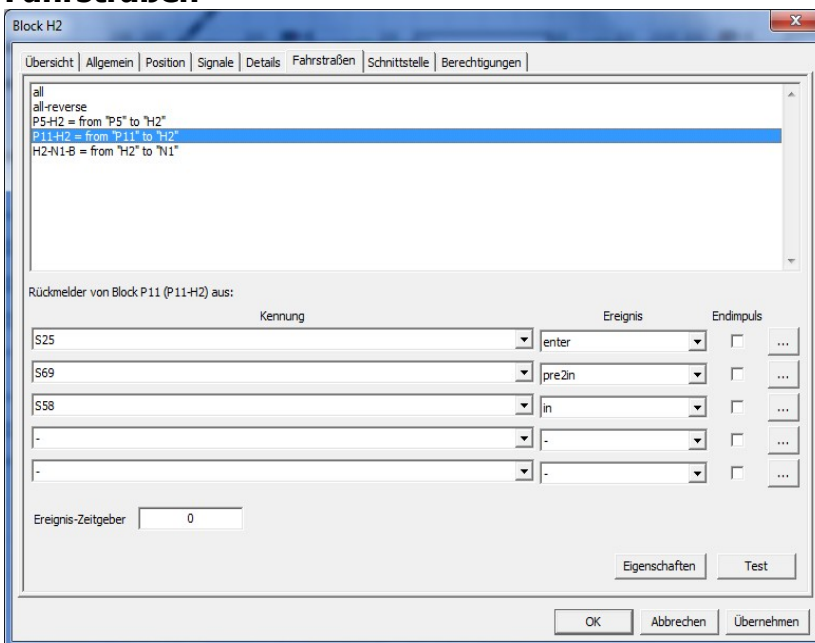 Fahrstraßen
Block H2
Übersicht Allgemein Position Signale Details Fahrstraßen Schnittstelle Berechtigungen
all
all-reverse
P5-H2 = from "P5" to "H2"
P11-H2 = from "P11" to "H2"
H2-N1-B = from "H2" to "N1"
Rückmelder von Block P11 (P11-H2) aus:
Kennung Ereignis Endimpuls
S25 enter ...
S69 pre2in ...
S58 in ...
- - ...
- - ...
Ereignis-Zeitgeber 0
Eigenschaften Test
OK Abbrechen Übernehmen